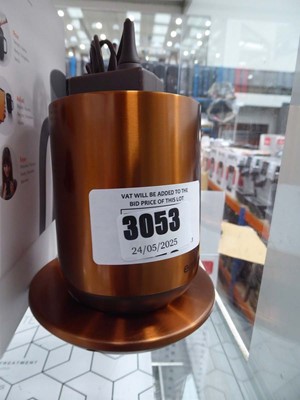 VAT WILL BE ADDED TO THE
BID PRICE OF THIS LOT
3053
24/05/2025